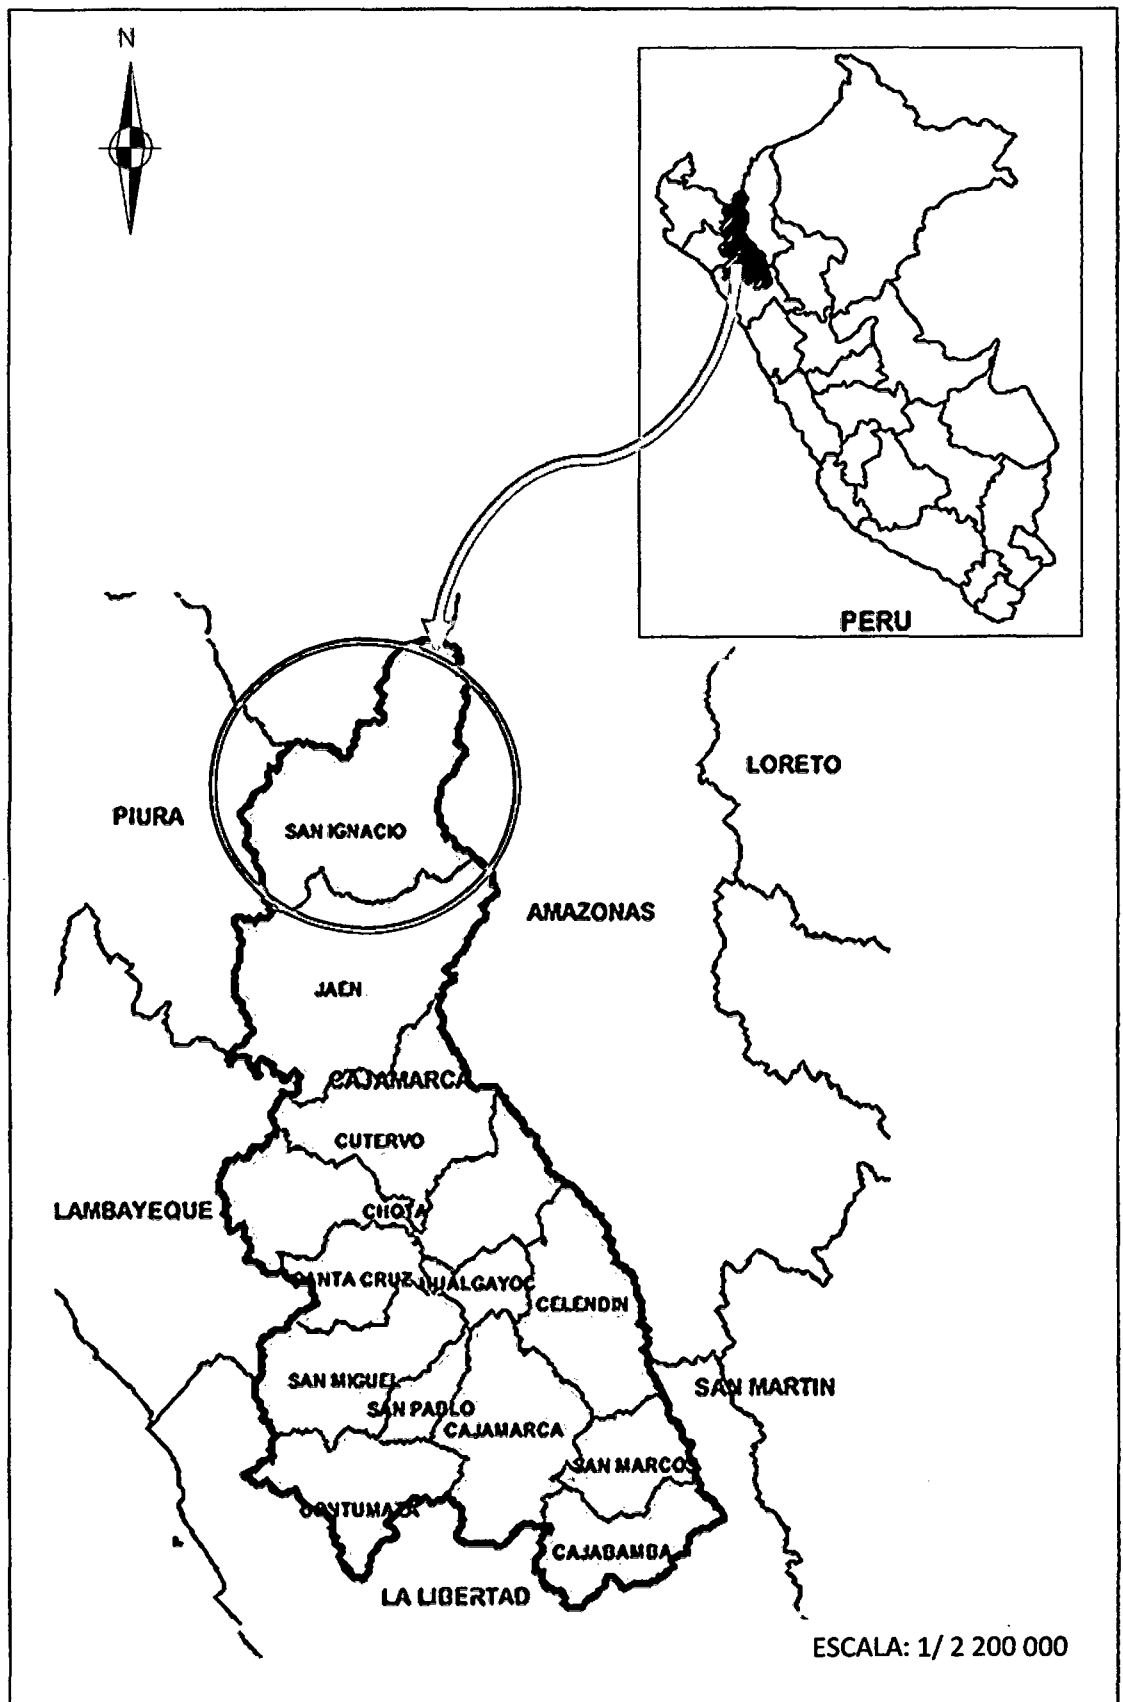 N
PERU
LORETO
PIURA
SAN IGNACIO
AMAZONAS
JAEN
CAJAMARCA
CUTERVO
LAMBAYEQUE
CHOTA
SANTA CRUZ
HUALGAYOC
CELENDIN
SAN MIGUEL
SAN MARTIN
SAN PABLO
CAJAMARCA
SAN MARCOS
CONTUMAZA
CAJABAMBA
LA LIBERTAD
ESCALA: 1/ 2 200 000